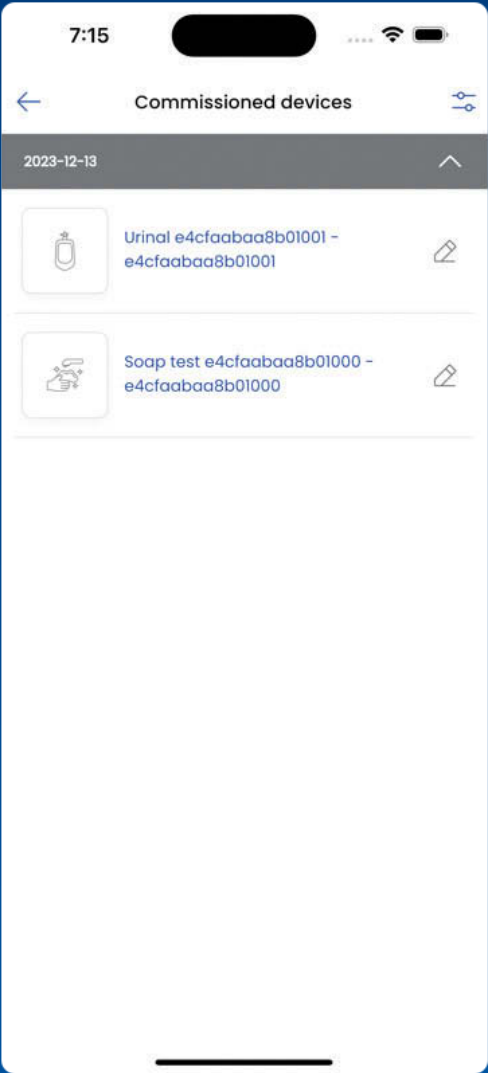 7:15
Commissioned devices
2023-12-13
Urinal e4cfaabaa8b01001 -
e4cfaabaa8b01001
Soap test e4cfaabaa8b01000 -
e4cfaabaa8b01000